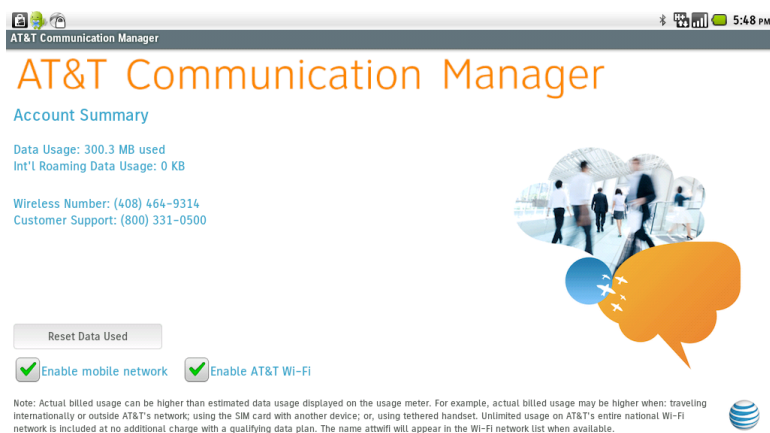 5:48 PM
AT&T Communication Manager
AT&T Communication Manager
Account Summary
Data Usage: 300.3 MB used
Int'l Roaming Data Usage: 0 KB
Wireless Number: (408) 464-9314
Customer Support: (800) 331-0500
Reset Data Used
Enable mobile network Enable AT&T Wi-Fi
Note: Actual billed usage can be higher than estimated data usage displayed on the usage meter. For example, actual billed usage may be higher when: traveling
internationally or outside AT&T's network; using the SIM card with another device; or, using tethered handset. Unlimited usage on AT&T's entire national Wi-Fi
network is included at no additional charge with a qualifying data plan. The name attwifi will appear in the Wi-Fi network list when available.